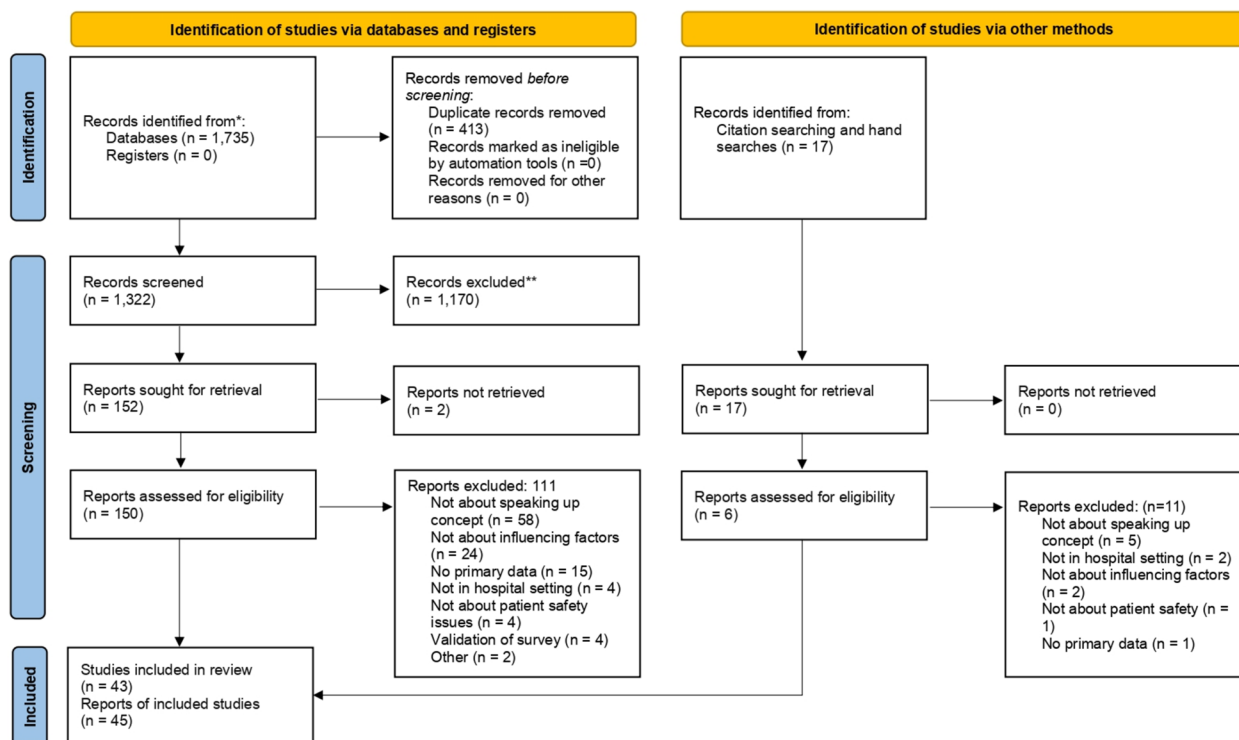 Identification of studies via databases and registers
Identification of studies via other methods
Identification
Records identified from*:
Databases (n = 1,735)
Registers (n = 0)
Records removed before
screening:
Duplicate records removed
(n = 413)
Records marked as ineligible
by automation tools (n =0)
Records removed for other
reasons (n = 0)
Records identified from:
Citation searching and hand
searches (n = 17)
Screening
Records screened
(n = 1,322)
Records excluded**
(n = 1,170)
Reports sought for retrieval
(n = 152)
Reports not retrieved
(n = 2)
Reports sought for retrieval
(n = 17)
Reports not retrieved
(n = 0)
Reports assessed for eligibility
(n = 150)
Reports excluded: 111
Not about speaking up
concept (n = 58)
Not about influencing factors
(n = 24)
No primary data (n = 15)
Not in hospital setting (n = 4)
Not about patient safety
issues (n = 4)
Validation of survey (n = 4)
Other (n = 2)
Reports assessed for eligibility
(n = 6)
Reports excluded: (n=11)
Not about speaking up
concept (n = 5)
Not in hospital setting (n = 2)
Not about influencing factors
(n = 2)
Not about patient safety (n =
1)
No primary data (n = 1)
Included
Studies included in review
(n = 43)
Reports of included studies
(n = 45)